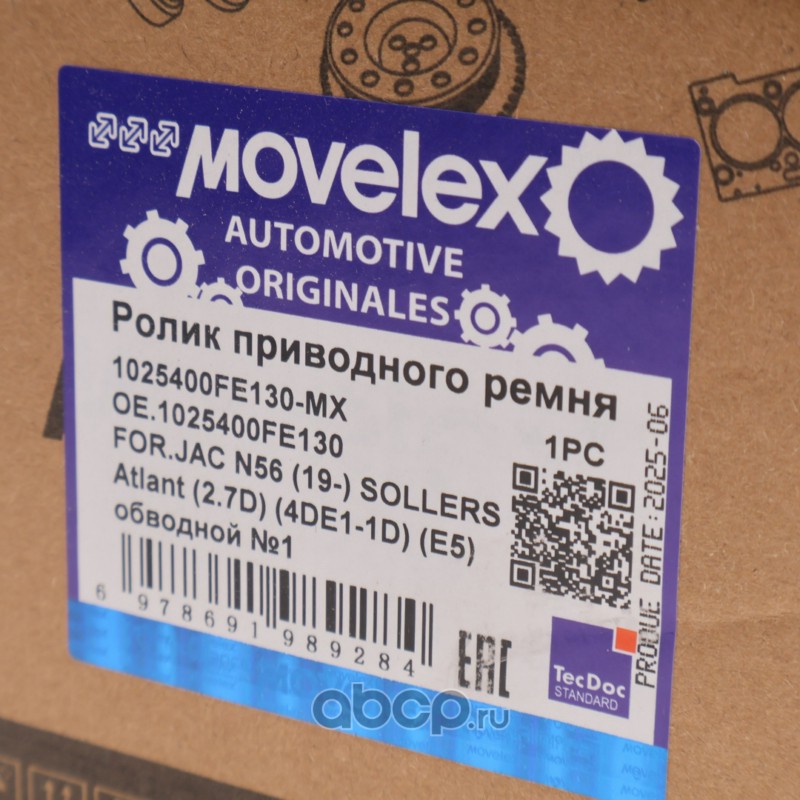 MOVELEX
AUTOMOTIVE
ORIGINALES
Ролик приводного ремня
1025400FE130-MX
OE.1025400FE130
FOR.JAC N56 (19-) SOLLERS
Atlant (2.7D) (4DE1-1D) (E5)
обводной №1
1PC
PRODUE DATE:2025-06
6 978691 989284
EAC
TecDoc
STANDARD
abcp.ru
MOVELEX